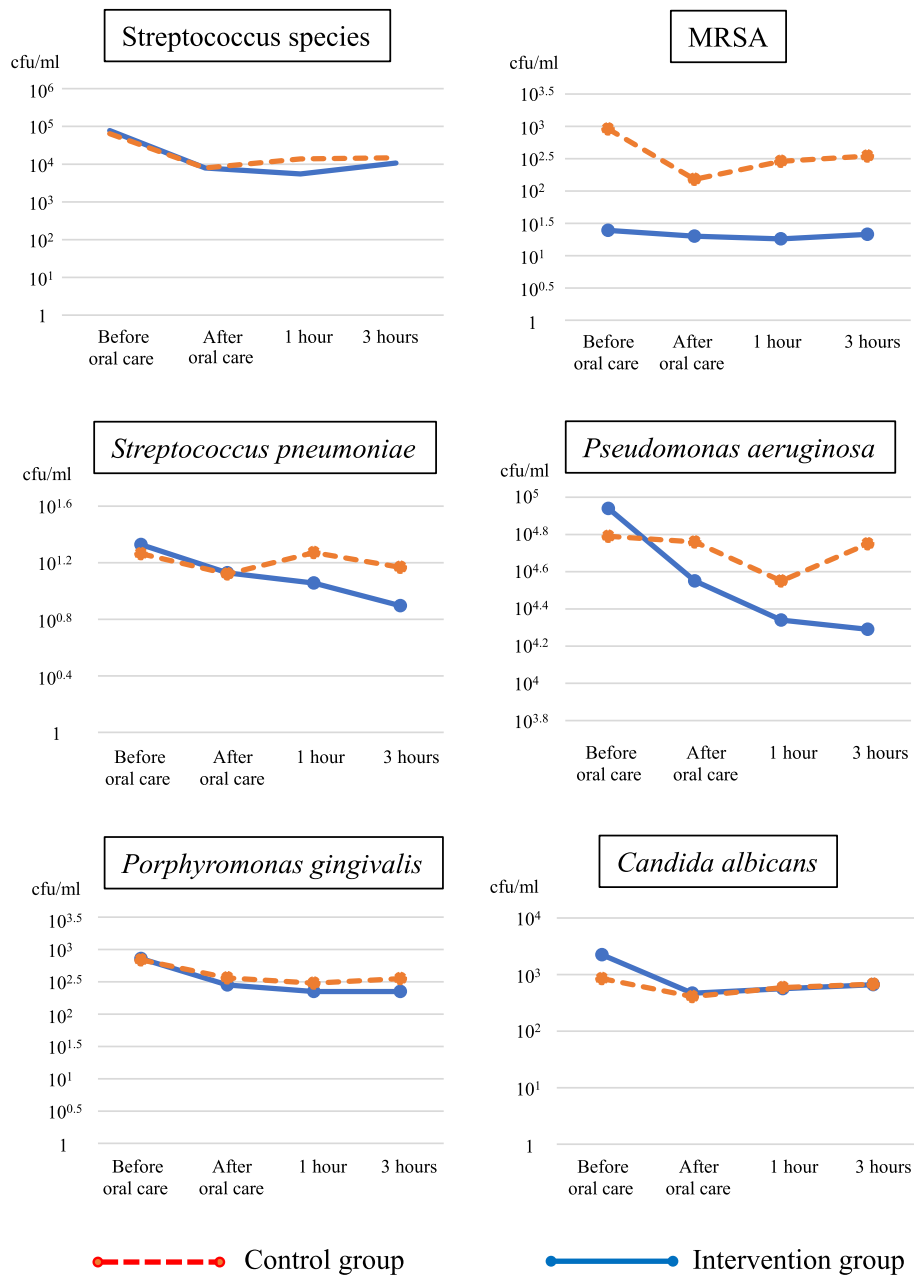 Streptococcus species
cfu/ml
10^6
10^5
10^4
10^3
10^2
10^1
1
Before
oral care
After
oral care
1 hour
3 hours
MRSA
cfu/ml
10^3.5
10^3
10^2.5
10^2
10^1.5
10^1
10^0.5
1
Before
oral care
After
oral care
1 hour
3 hours
Streptococcus pneumoniae
cfu/ml
10^1.6
10^1.2
10^0.8
10^0.4
1
Before
oral care
After
oral care
1 hour
3 hours
Pseudomonas aeruginosa
cfu/ml
10^5
10^4.8
10^4.6
10^4.4
10^4.2
10^4
10^3.8
Before
oral care
After
oral care
1 hour
3 hours
Porphyromonas gingivalis
cfu/ml
10^3.5
10^3
10^2.5
10^2
10^1.5
10^1
10^0.5
1
Before
oral care
After
oral care
1 hour
3 hours
Candida albicans
cfu/ml
10^4
10^3
10^2
10^1
1
Before
oral care
After
oral care
1 hour
3 hours
Control group
Intervention group